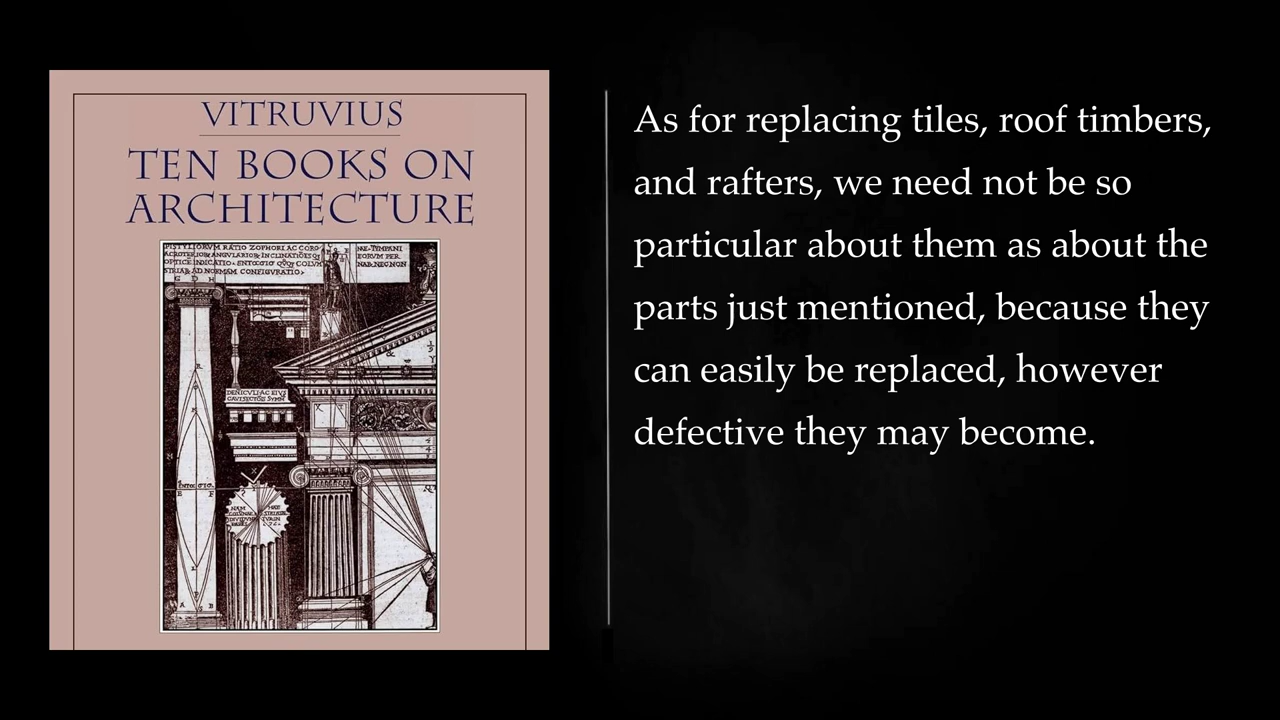 VITRUVIUS
TEN BOOKS ON
ARCHITECTURE
As for replacing tiles, roof timbers,
and rafters, we need not be so
particular about them as about the
parts just mentioned, because they
can easily be replaced, however
defective they may become.